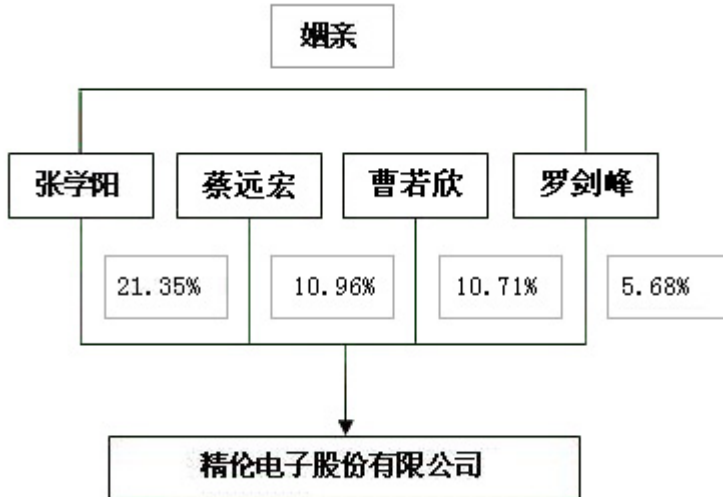 姻亲
张学阳
蔡远宏
曹若欣
罗剑峰
21.35%
10.96%
10.71%
5.68%
精伦电子股份有限公司